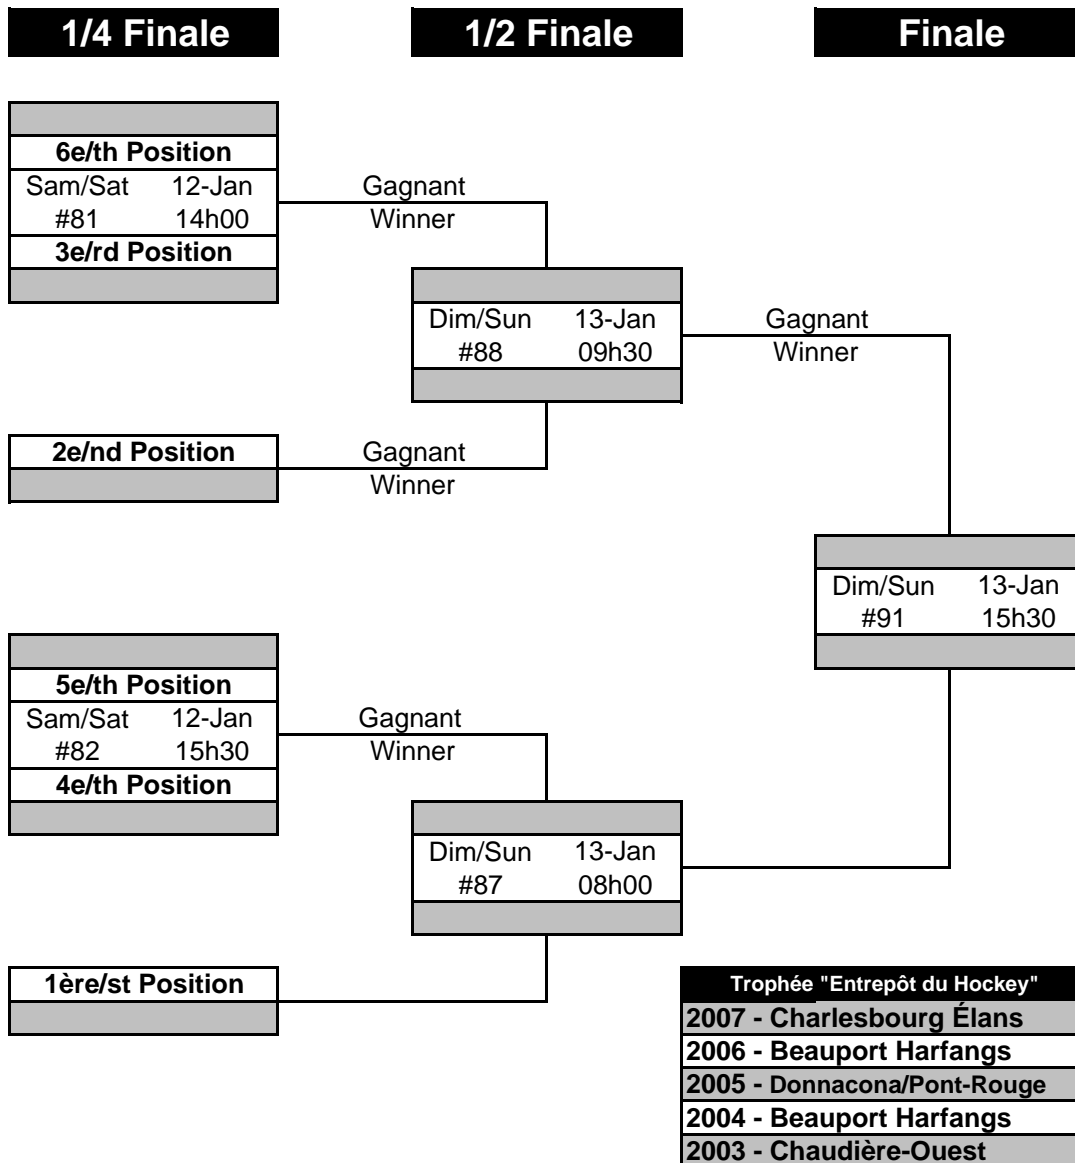 1/4 Finale
1/2 Finale
Finale
6e/th Position
Sam/Sat 12-Jan
#81 14h00
3e/rd Position
Gagnant
Winner
Dim/Sun 13-Jan
#88 09h30
Gagnant
Winner
2e/nd Position
Gagnant
Winner
Dim/Sun 13-Jan
#91 15h30
5e/th Position
Sam/Sat 12-Jan
#82 15h30
4e/th Position
Gagnant
Winner
Dim/Sun 13-Jan
#87 08h00
1ère/st Position
Trophée "Entrepôt du Hockey"
2007 - Charlesbourg Élans
2006 - Beauport Harfangs
2005 - Donnacona/Pont-Rouge
2004 - Beauport Harfangs
2003 - Chaudière-Ouest